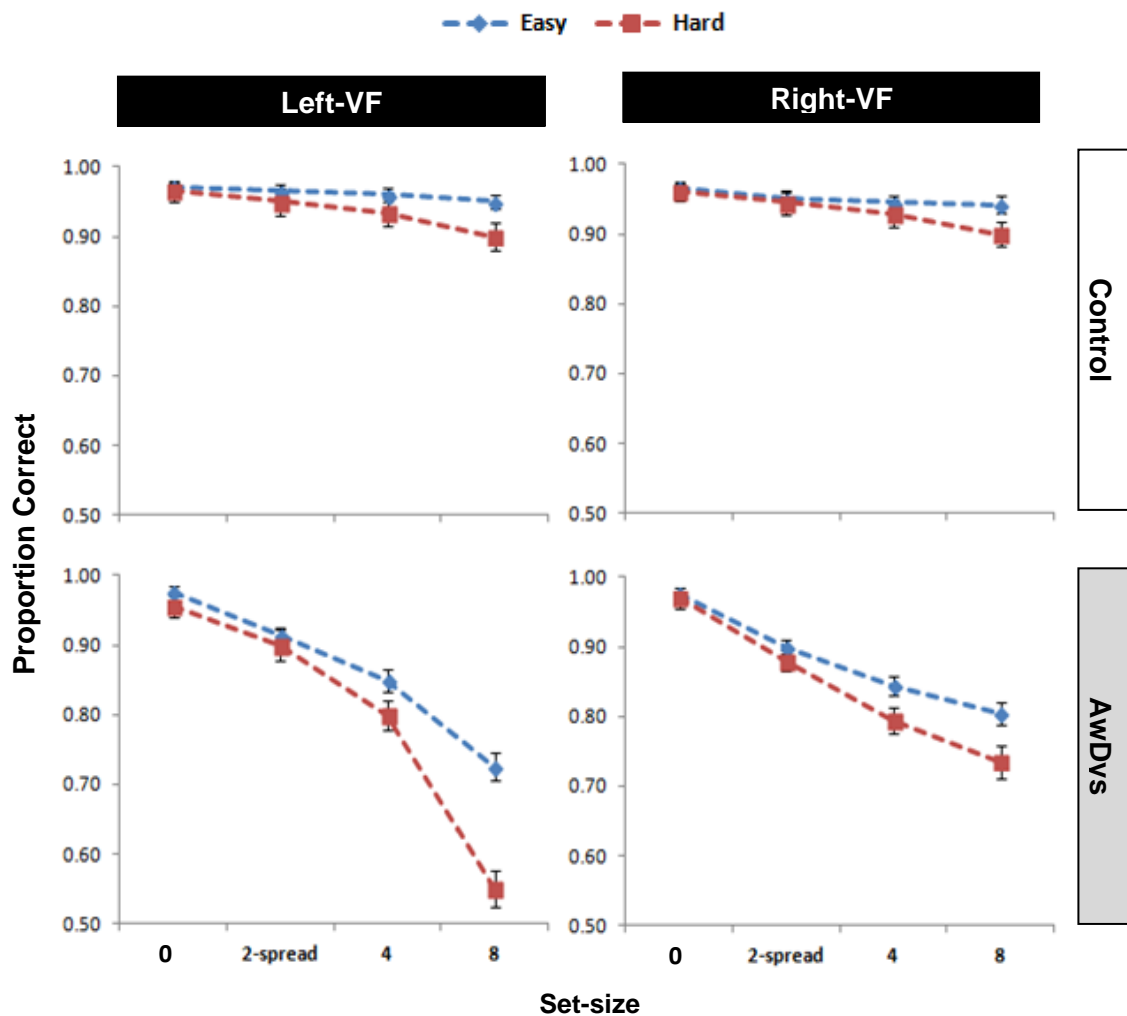 Easy Hard
Left-VF Right-VF
1.00 1.00
0.90 0.90
0.80 0.80
0.70 0.70
0.60 0.60
0.50 0.50
Control
Proportion Correct
1.00 1.00
0.90 0.90
0.80 0.80
0.70 0.70
0.60 0.60
0.50 0.50
AwDvs
0 2-spread 4 8 0 2-spread 4 8
Set-size